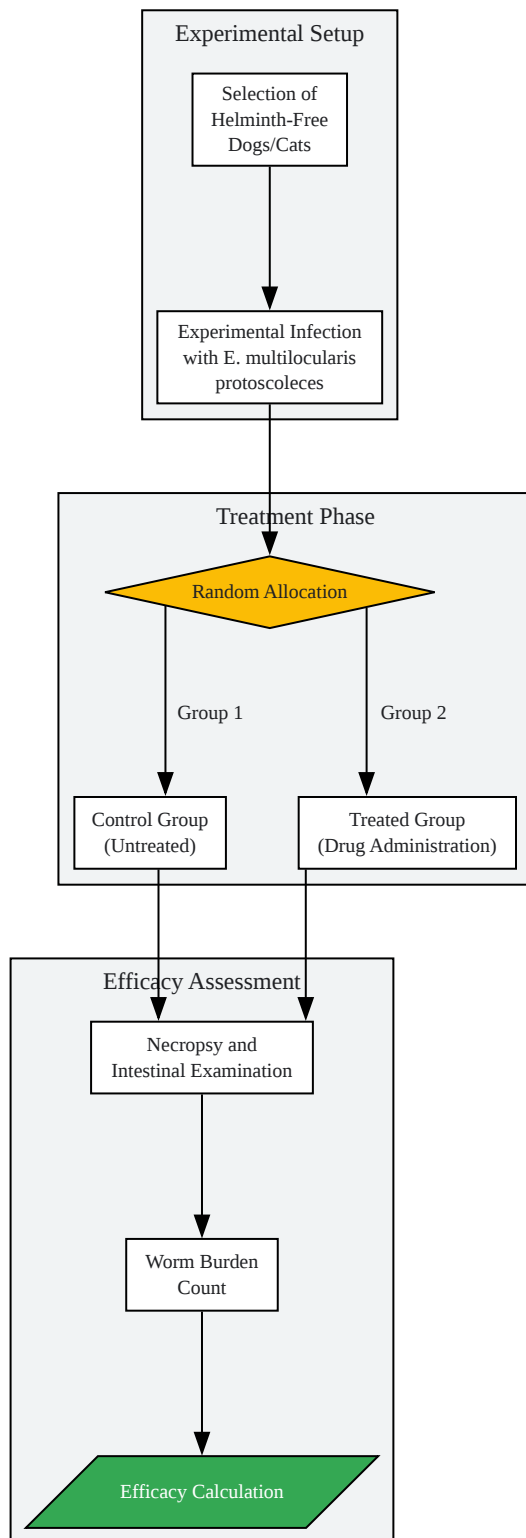 Experimental Setup
Selection of
Helminth-Free
Dogs/Cats
Experimental Infection
with E. multilocularis
protoscoleces
Treatment Phase
Random Allocation
Group 1
Group 2
Control Group
(Untreated)
Treated Group
(Drug Administration)
Efficacy Assessment
Necropsy and
Intestinal Examination
Worm Burden
Count
Efficacy Calculation